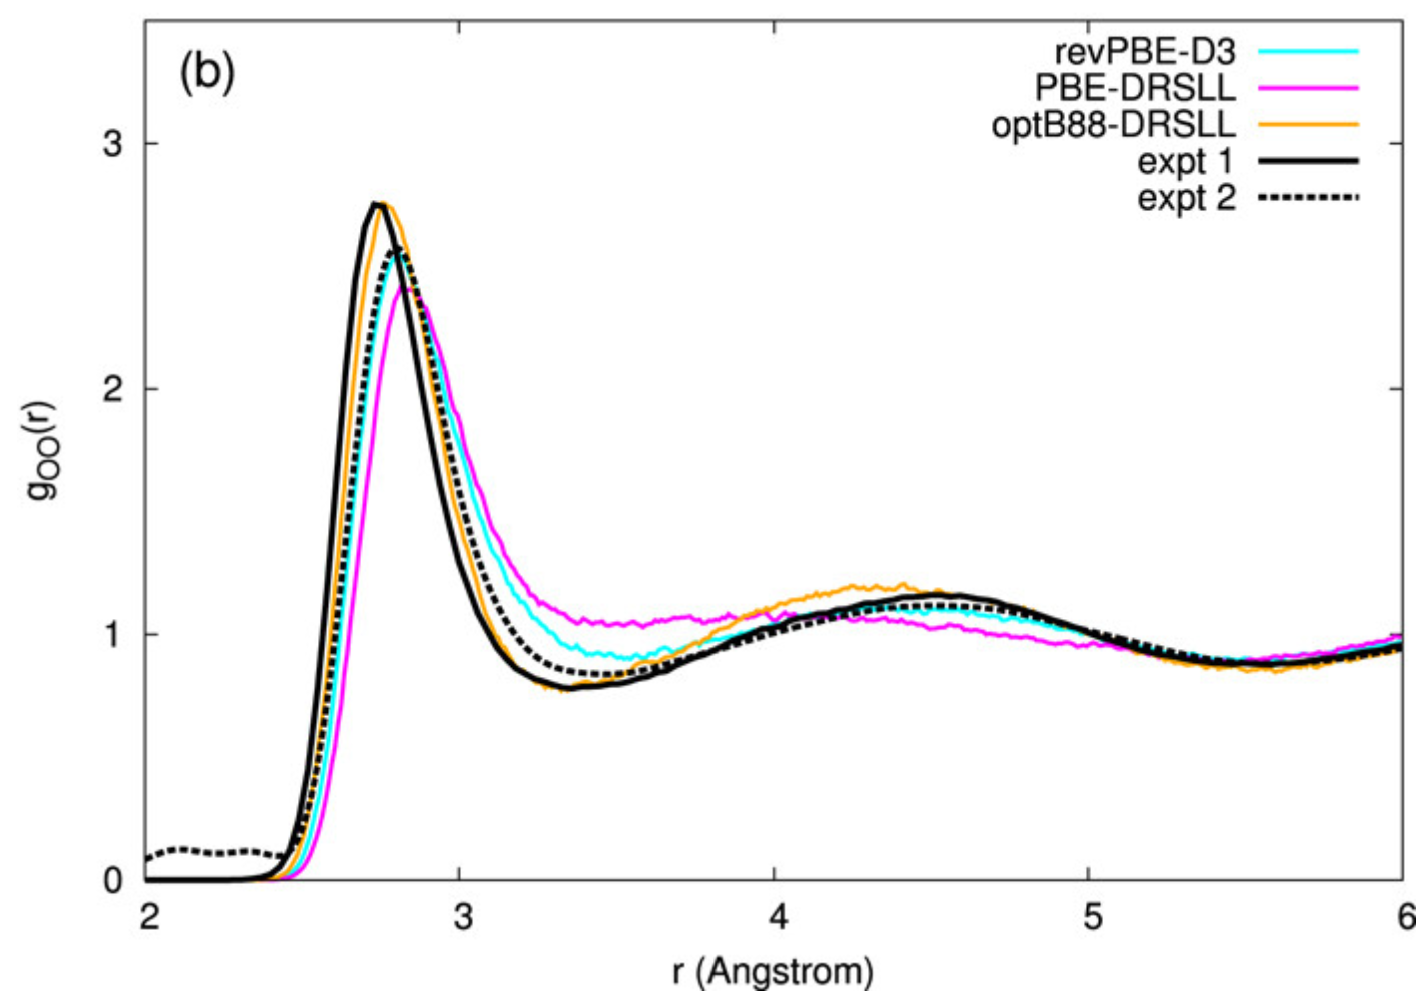 (b)
revPBE-D3
PBE-DRSLL
optB88-DRSLL
expt 1
expt 2
3
2
1
0
g_OO(r)
2 3 4 5 6
r (Angstrom)